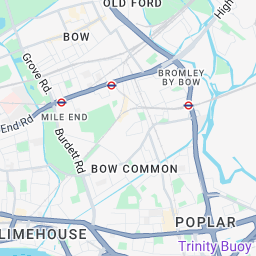 OLD FORD
High
BOW
BROMLEY
BY BOW
Grove Rd.
End Rd
MILE END
Burdett Rd
BOW COMMON
LIMEHOUSE
POPLAR
Trinity Buoy